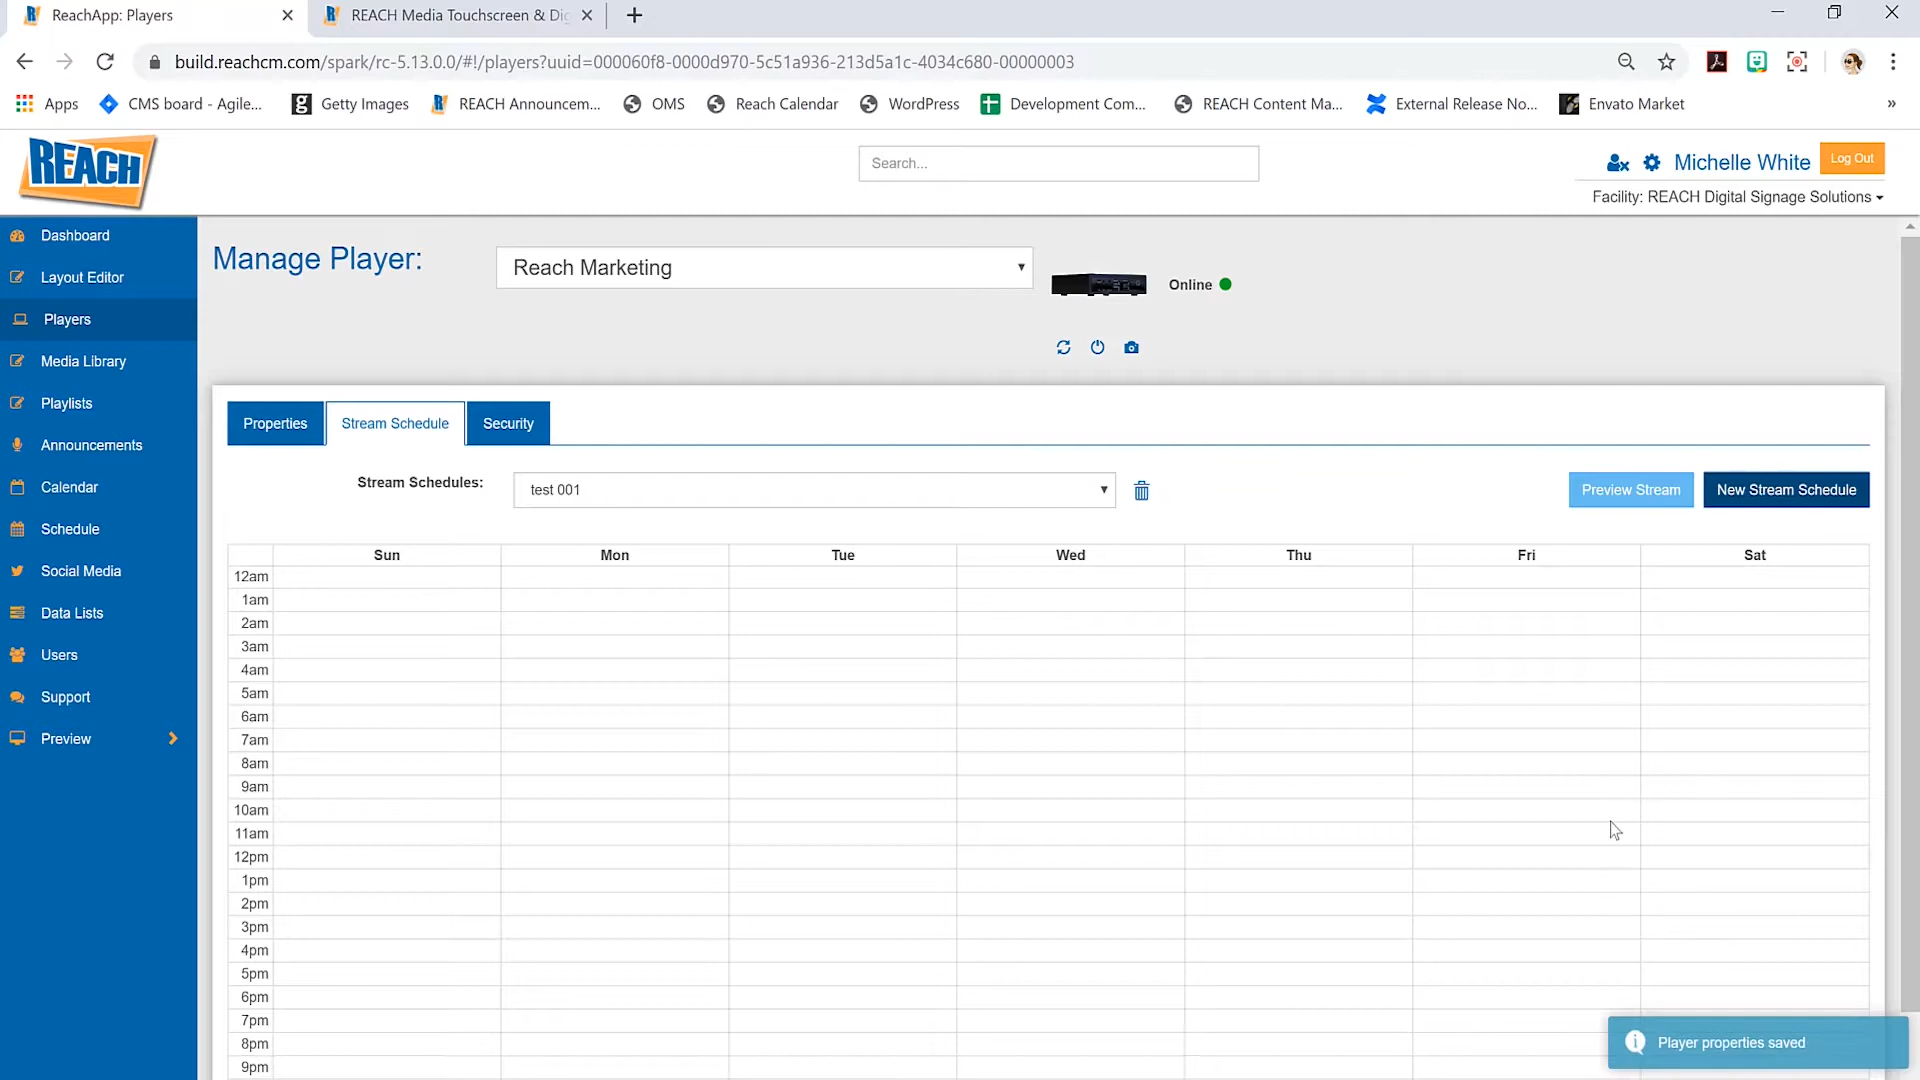 ReachApp: Players
REACH Media Touchscreen & Dig
build.reachcm.com/spark/rc-5.13.0.0/#!/players?uuid=000060f8-0000d970-5c51a936-213d5a1c-4034c680-00000003
Apps
CMS board - Agile...
Getty Images
REACH Announcem...
OMS
Reach Calendar
WordPress
Development Com...
REACH Content Ma...
External Release No...
Envato Market
»
REACH
Search...
Michelle White
Log Out
Facility: REACH Digital Signage Solutions
Dashboard
Layout Editor
Players
Media Library
Playlists
Announcements
Calendar
Schedule
Social Media
Data Lists
Users
Support
Preview
Manage Player:
Reach Marketing
Online
Properties
Stream Schedule
Security
Stream Schedules:
test 001
Preview Stream
New Stream Schedule
Sun Mon Tue Wed Thu Fri Sat
12am
1am
2am
3am
4am
5am
6am
7am
8am
9am
10am
11am
12pm
1pm
2pm
3pm
4pm
5pm
6pm
7pm
8pm
9pm
Player properties saved